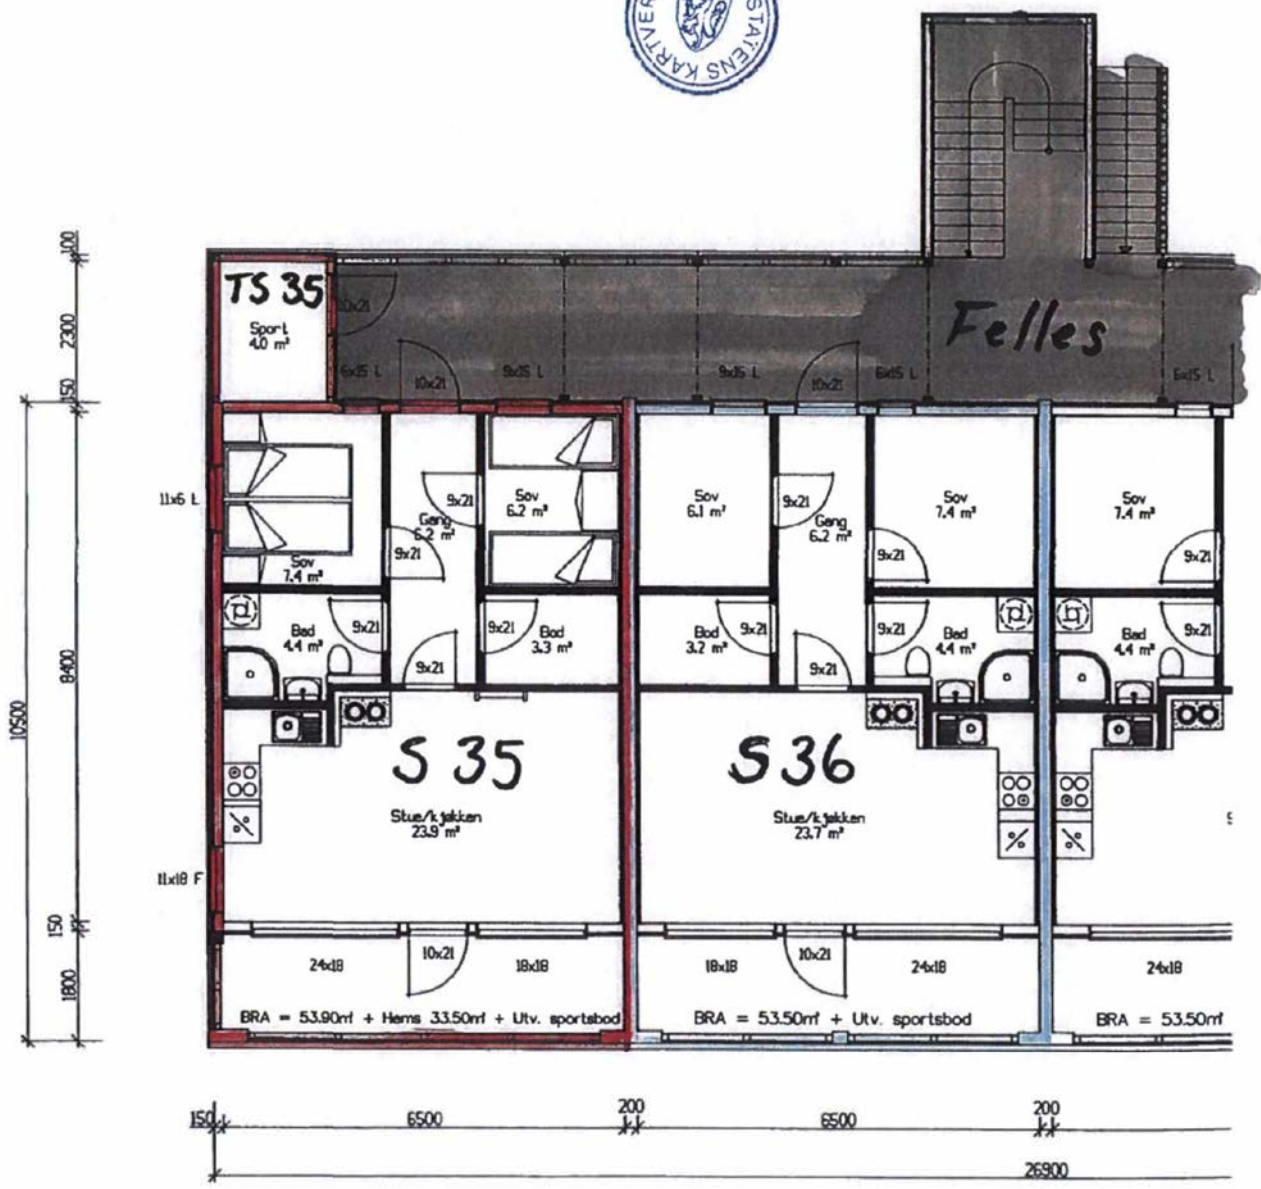 STATENS KARTVER
TS 35
Sport
4.0 m²
10x21
Felles
6x15 L
10x21
9x15 L
9x15 L
10x21
6x15 L
6x15 L
100
2300
150
8400
10500
150
1800
11x6 L
Sov
7.4 m²
Gang
6.2 m²
9x21
9x21
Sov
6.2 m²
Sov
6.1 m²
9x21
Gang
6.2 m²
Sov
7.4 m²
9x21
Sov
7.4 m²
9x21
Bad
4.4 m²
9x21
9x21
9x21
Bod
3.3 m²
Bod
3.2 m²
9x21
9x21
9x21
Bad
4.4 m²
Bad
4.4 m²
9x21
S 35
Stue/kjøkken
23.9 m²
S 36
Stue/kjøkken
23.7 m²
11x18 F
24x18
10x21
18x18
18x18
10x21
24x18
24x18
BRA = 53.90m² + Hems 33.50m² + Utv. sportsbod
BRA = 53.50m² + Utv. sportsbod
BRA = 53.50m²
150
6500
200
6500
200
26900